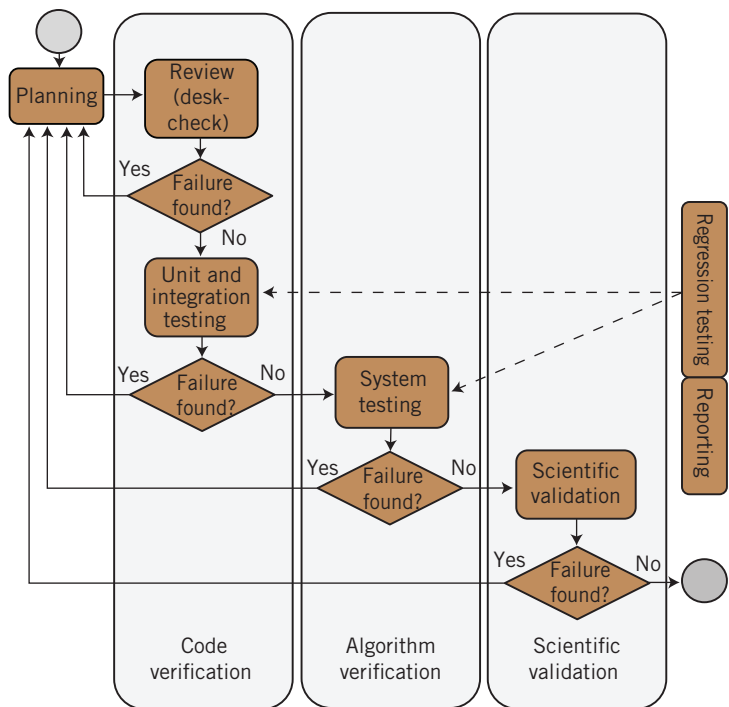 Planning
Review
(desk-
check)
Yes
Failure
found?
No
Unit and
integration
testing
Yes
Failure
found?
No
System
testing
Yes
Failure
found?
No
Scientific
validation
Yes
Failure
found?
No
Regression testing
Reporting
Code
verification
Algorithm
verification
Scientific
validation